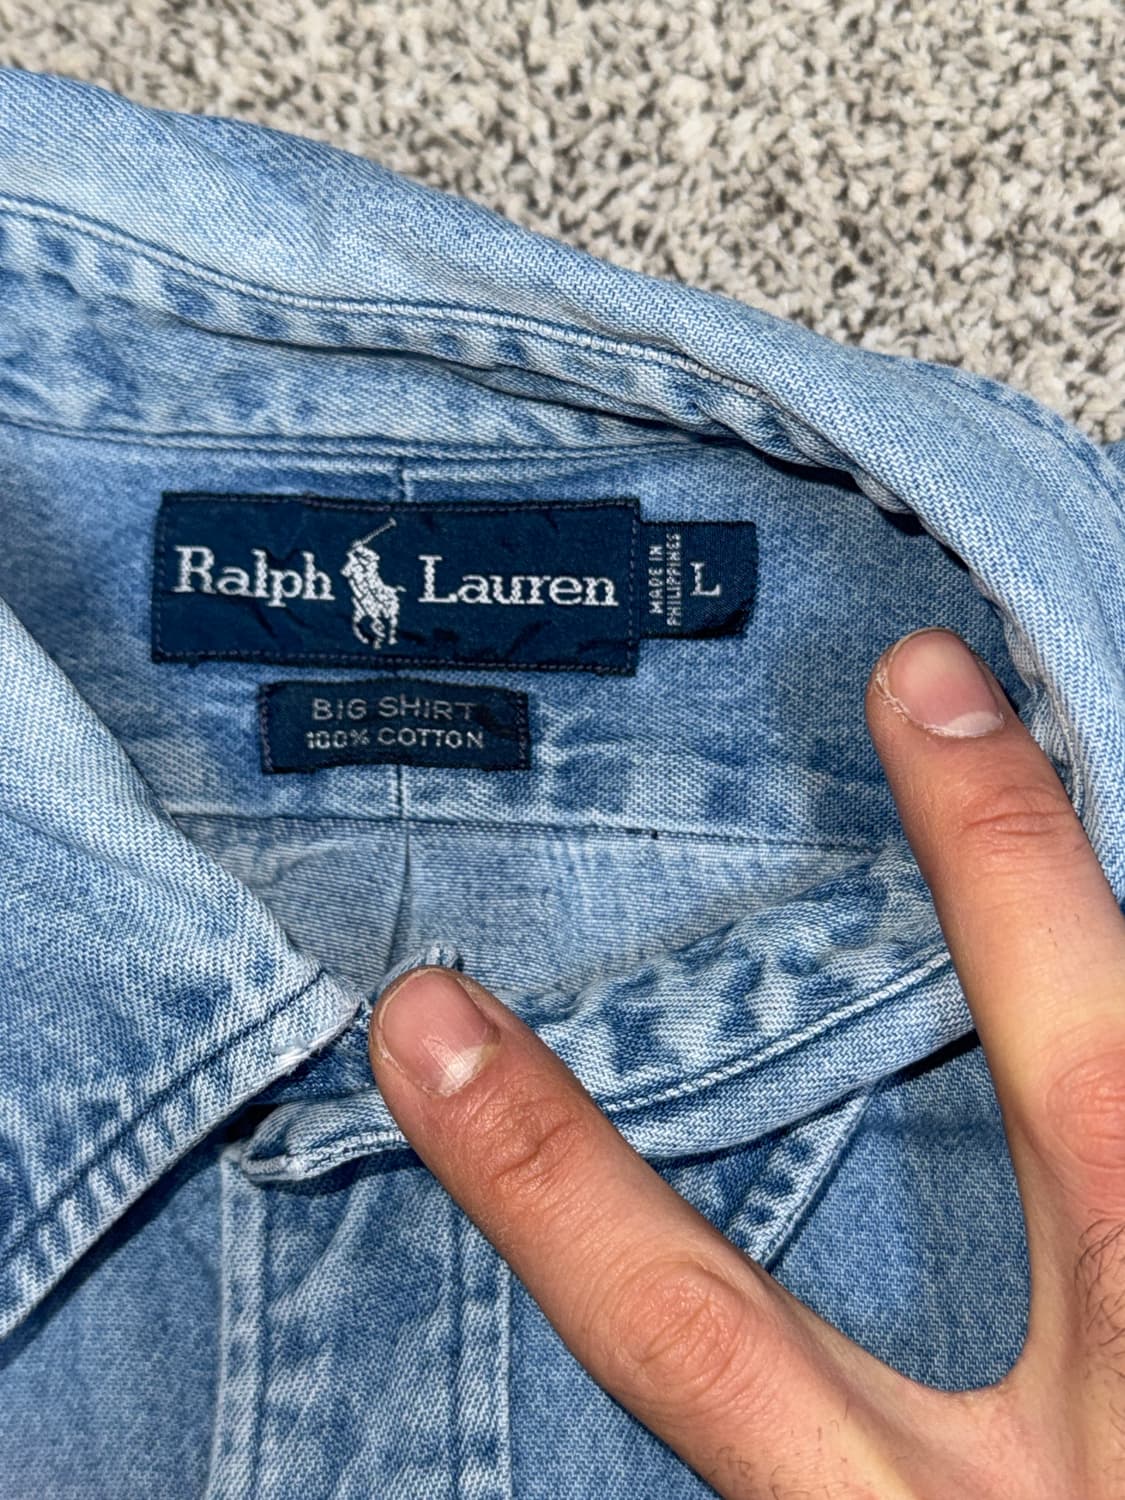 Ralph Lauren
MADE IN
PHILIPPINES
L
BIG SHIRT
100% COTTON